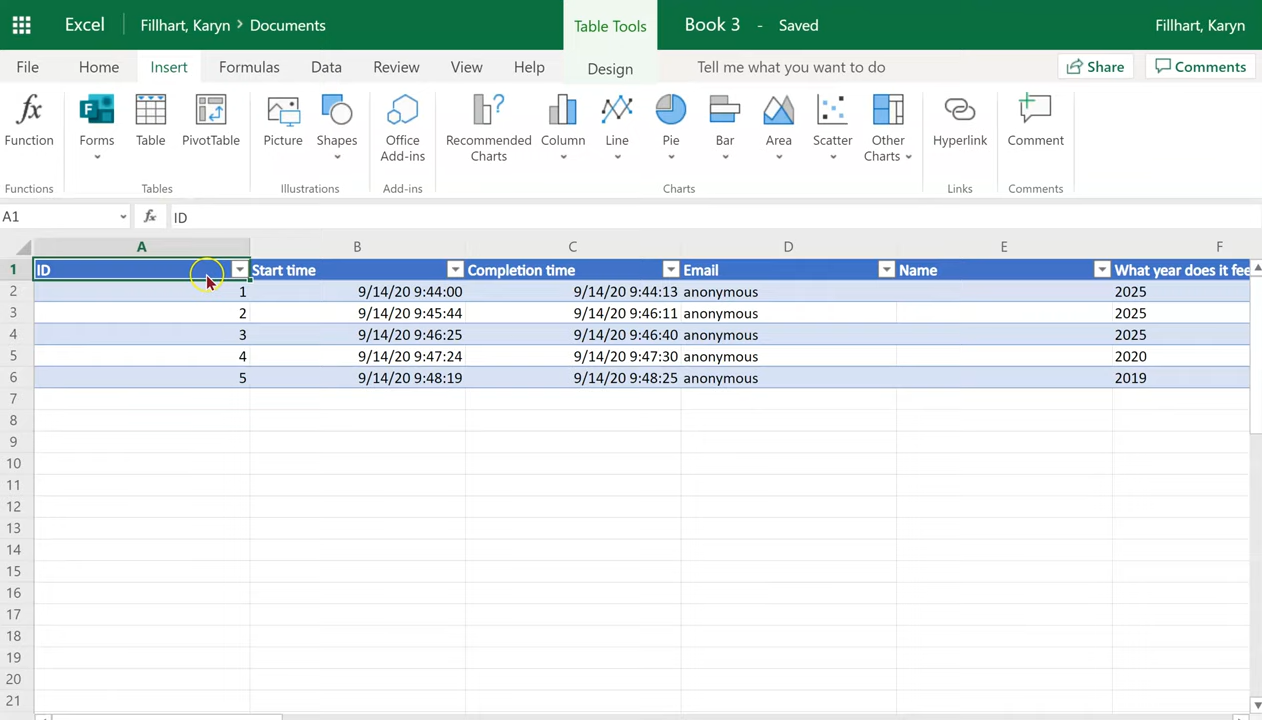 Excel Fillhart, Karyn > Documents Table Tools Book 3 - Saved Fillhart, Karyn
File Home Insert Formulas Data Review View Help Design Tell me what you want to do Share Comments
Function Forms Table PivotTable Picture Shapes Office Add-ins Recommended Charts Column Line Pie Bar Area Scatter Other Charts Hyperlink Comment
Functions Tables Illustrations Add-ins Charts Links Comments
A1 fx ID
A B C D E F
1 ID Start time Completion time Email Name What year does it fee
2 1 9/14/20 9:44:00 9/14/20 9:44:13 anonymous 2025
3 2 9/14/20 9:45:44 9/14/20 9:46:11 anonymous 2025
4 3 9/14/20 9:46:25 9/14/20 9:46:40 anonymous 2025
5 4 9/14/20 9:47:24 9/14/20 9:47:30 anonymous 2020
6 5 9/14/20 9:48:19 9/14/20 9:48:25 anonymous 2019
7
8
9
10
11
12
13
14
15
16
17
18
19
20
21